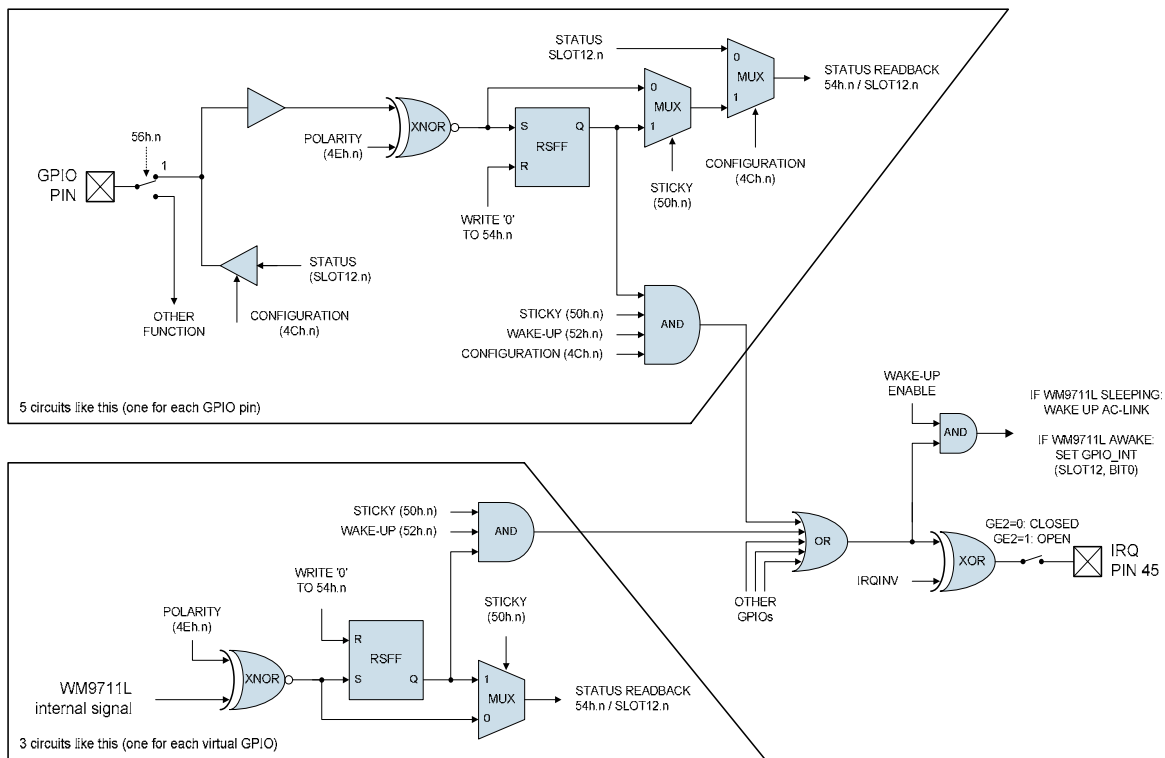 STATUS
SLOT12.n
0
MUX
1
STATUS READBACK
54h.n / SLOT12.n
0
MUX
1
CONFIGURATION
(4Ch.n)
STICKY
(50h.n)
XNOR
POLARITY
(4Eh.n)
S
Q
RSFF
R
WRITE '0'
TO 54h.n
56h.n
1
GPIO
PIN
STATUS
(SLOT12.n)
OTHER
FUNCTION
CONFIGURATION
(4Ch.n)
STICKY (50h.n)
WAKE-UP (52h.n)
CONFIGURATION (4Ch.n)
AND
5 circuits like this (one for each GPIO pin)
WAKE-UP
ENABLE
AND
IF WM9711L SLEEPING:
WAKE UP AC-LINK
IF WM9711L AWAKE:
SET GPIO_INT
(SLOT12, BIT0)
STICKY (50h.n)
WAKE-UP (52h.n)
AND
OR
OTHER
GPIOs
GE2=0: CLOSED
GE2=1: OPEN
XOR
IRQINV
IRQ
PIN 45
WRITE '0'
TO 54h.n
STICKY
(50h.n)
POLARITY
(4Eh.n)
R
RSFF
S
Q
XNOR
1
MUX
0
STATUS READBACK
54h.n / SLOT12.n
WM9711L
internal signal
3 circuits like this (one for each virtual GPIO)